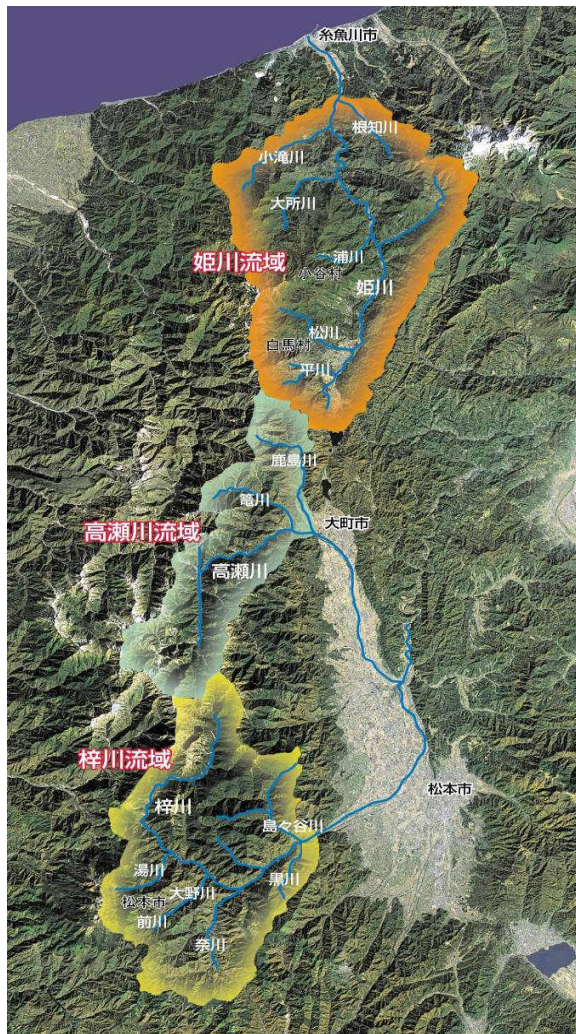 糸魚川市
根知川
小滝川
大所川
姫川流域
浦川
小谷村
姫川
松川
白馬村
平川
鹿島川
籠川
大町市
高瀬川流域
高瀬川
梓川流域
松本市
梓川
島々谷川
湯川
黒川
大野川
松本市
前川
奈川